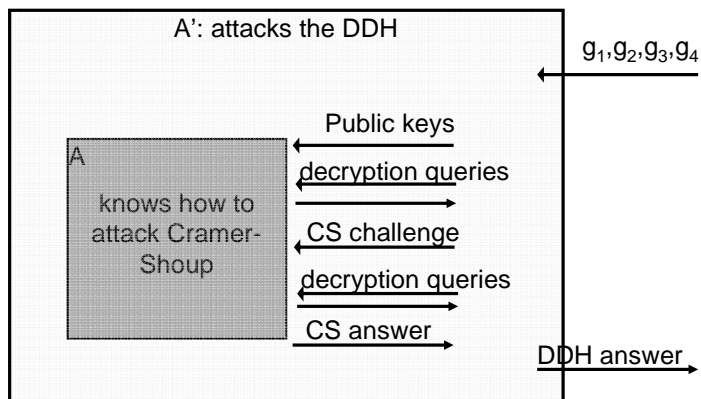 A': attacks the DDH
g₁,g₂,g₃,g₄
Public keys
A
decryption queries
knows how to
attack Cramer-
Shoup
CS challenge
decryption queries
CS answer
DDH answer